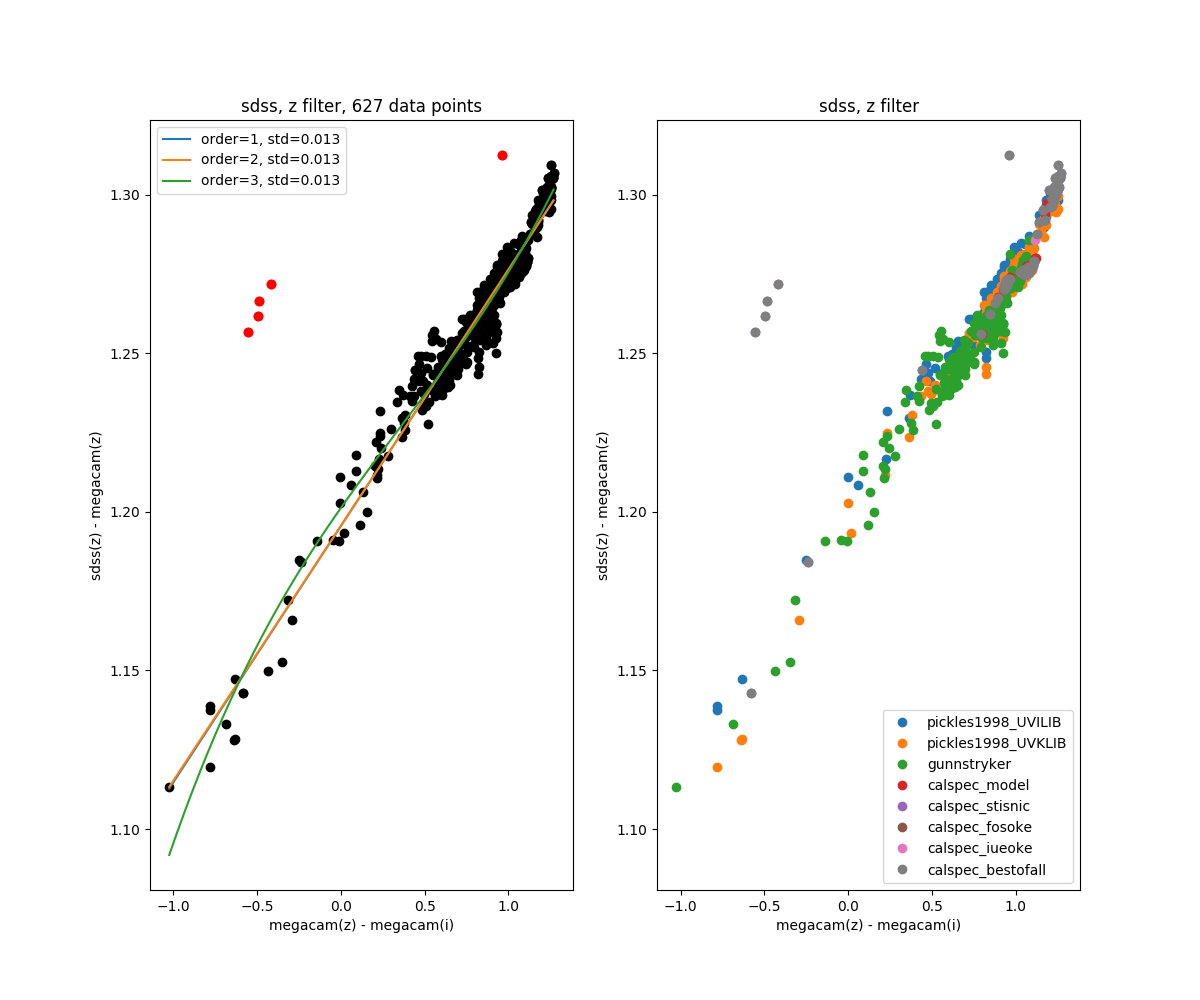 sdss, z filter, 627 data points
order=1, std=0.013
order=2, std=0.013
order=3, std=0.013
1.30
1.25
1.20
1.15
1.10
sdss(z) - megacam(z)
−1.0 −0.5 0.0 0.5 1.0
megacam(z) - megacam(i)
sdss, z filter
1.30
1.25
1.20
1.15
1.10
sdss(z) - megacam(z)
pickles1998_UVILIB
pickles1998_UVKLIB
gunnstryker
calspec_model
calspec_stisnic
calspec_fosoke
calspec_iueoke
calspec_bestofall
−1.0 −0.5 0.0 0.5 1.0
megacam(z) - megacam(i)